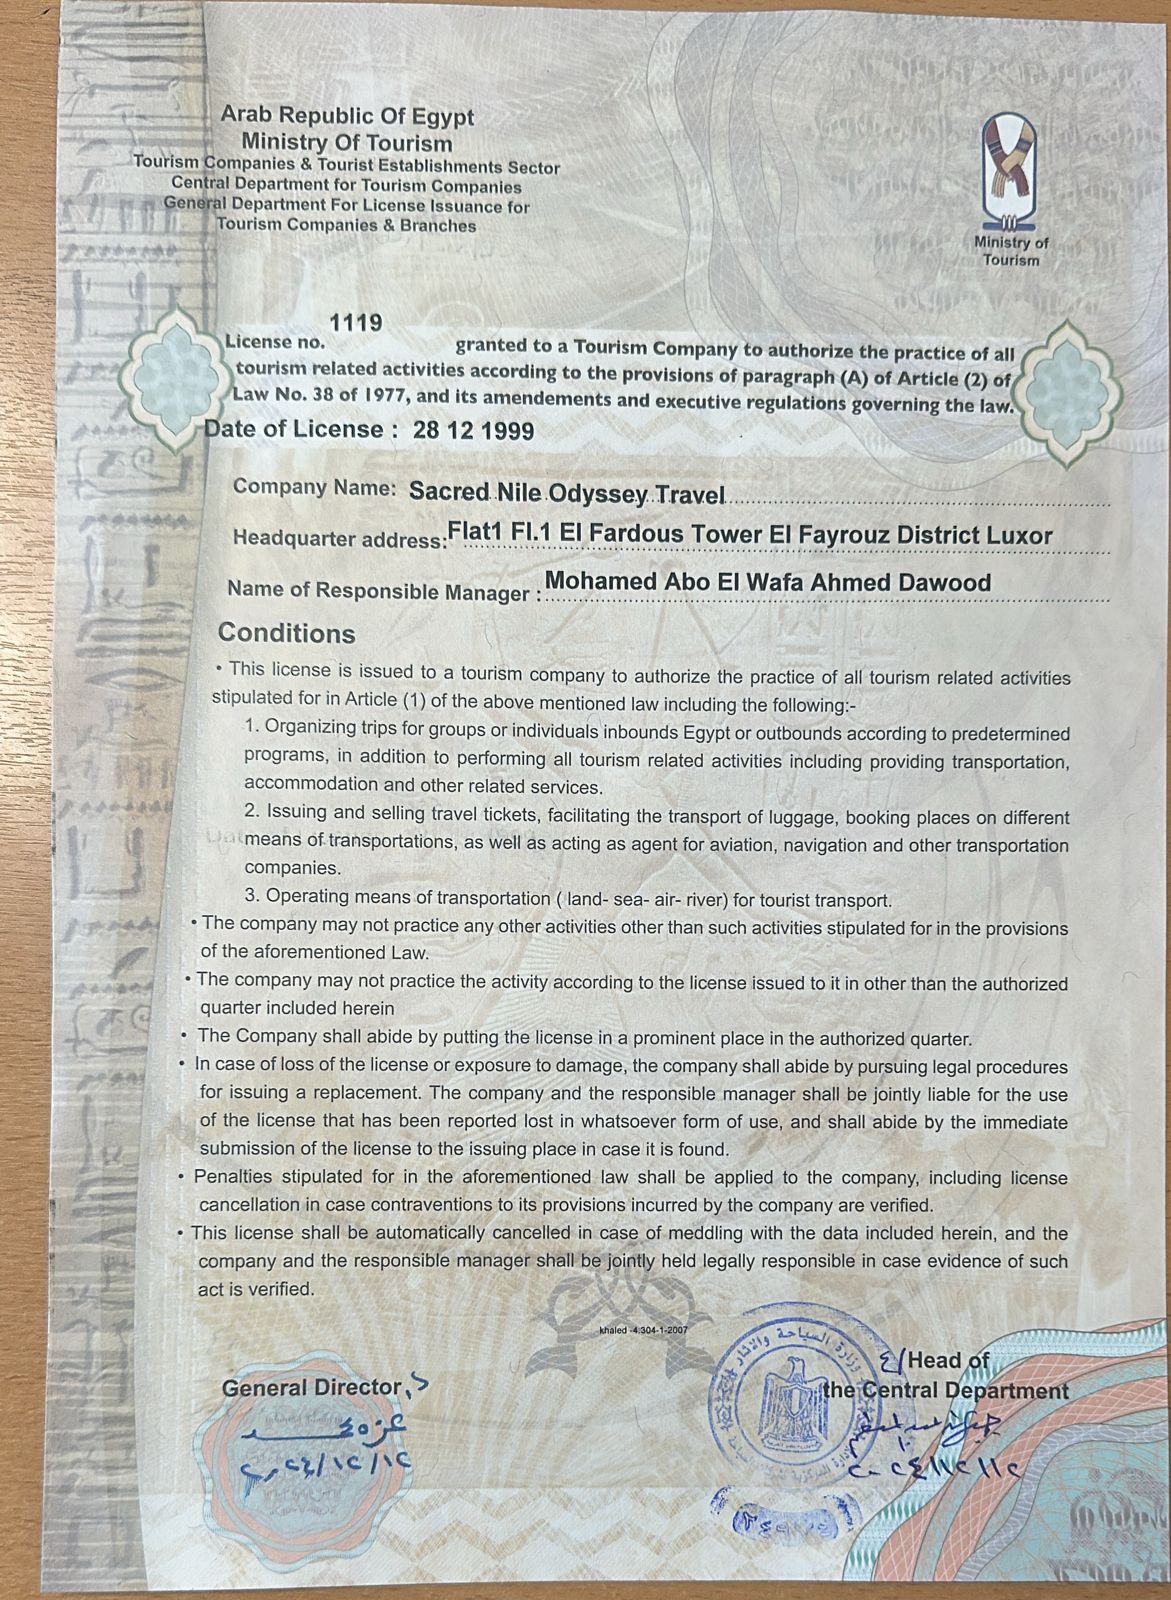 Arab Republic Of Egypt
Ministry Of Tourism
Tourism Companies & Tourist Establishments Sector
Central Department for Tourism Companies
General Department For License Issuance for
Tourism Companies & Branches
Ministry of
Tourism
1119
License no. granted to a Tourism Company to authorize the practice of all
tourism related activities according to the provisions of paragraph (A) of Article (2) of
Law No. 38 of 1977, and its amendements and executive regulations governing the law.
Date of License : 28 12 1999
Company Name: Sacred Nile Odyssey Travel
Headquarter address: Flat1 Fl.1 El Fardous Tower El Fayrouz District Luxor
Name of Responsible Manager : Mohamed Abo El Wafa Ahmed Dawood
Conditions
• This license is issued to a tourism company to authorize the practice of all tourism related activities
stipulated for in Article (1) of the above mentioned law including the following:-
1. Organizing trips for groups or individuals inbounds Egypt or outbounds according to predetermined
programs, in addition to performing all tourism related activities including providing transportation,
accommodation and other related services.
2. Issuing and selling travel tickets, facilitating the transport of luggage, booking places on different
means of transportations, as well as acting as agent for aviation, navigation and other transportation
companies.
3. Operating means of transportation ( land- sea- air- river) for tourist transport.
• The company may not practice any other activities other than such activities stipulated for in the provisions
of the aforementioned Law.
• The company may not practice the activity according to the license issued to it in other than the authorized
quarter included herein
• The Company shall abide by putting the license in a prominent place in the authorized quarter.
• In case of loss of the license or exposure to damage, the company shall abide by pursuing legal procedures
for issuing a replacement. The company and the responsible manager shall be jointly liable for the use
of the license that has been reported lost in whatsoever form of use, and shall abide by the immediate
submission of the license to the issuing place in case it is found.
• Penalties stipulated for in the aforementioned law shall be applied to the company, including license
cancellation in case contraventions to its provisions incurred by the company are verified.
• This license shall be automatically cancelled in case of meddling with the data included herein, and the
company and the responsible manager shall be jointly held legally responsible in case evidence of such
act is verified.
khaled -4:304-1-2007
وزارة السياحة والآثار
General Director
٢٠٢٤/١٢/١٢
/Head of
the Central Department
٢٠٢٤/١٢/١٢